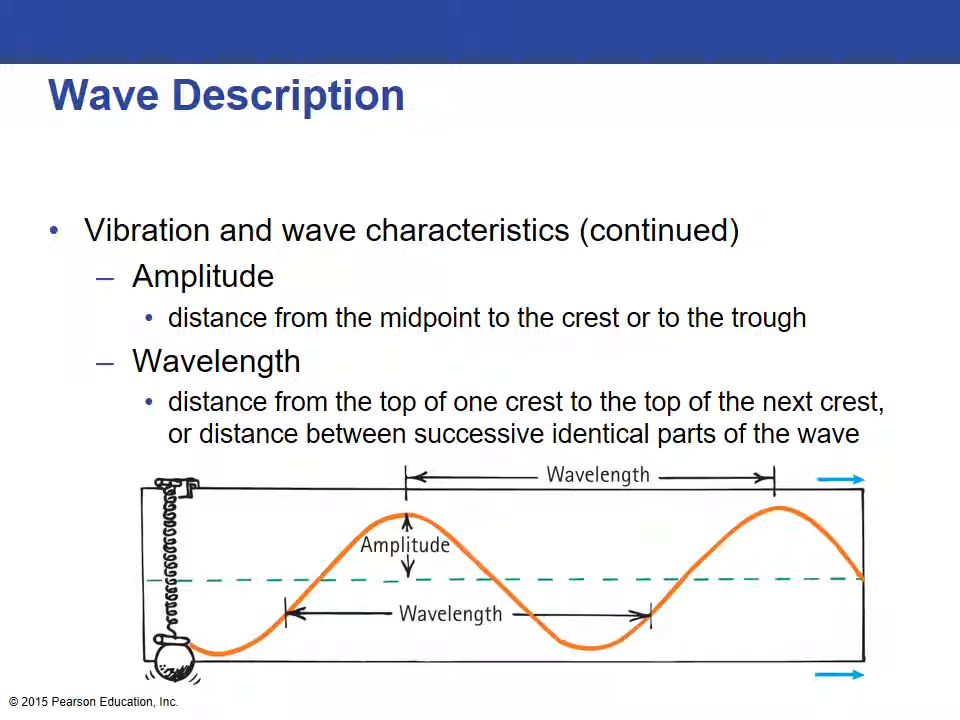 Wave Description
• Vibration and wave characteristics (continued)
– Amplitude
• distance from the midpoint to the crest or to the trough
– Wavelength
• distance from the top of one crest to the top of the next crest,
or distance between successive identical parts of the wave
Wavelength
Amplitude
Wavelength
© 2015 Pearson Education, Inc.